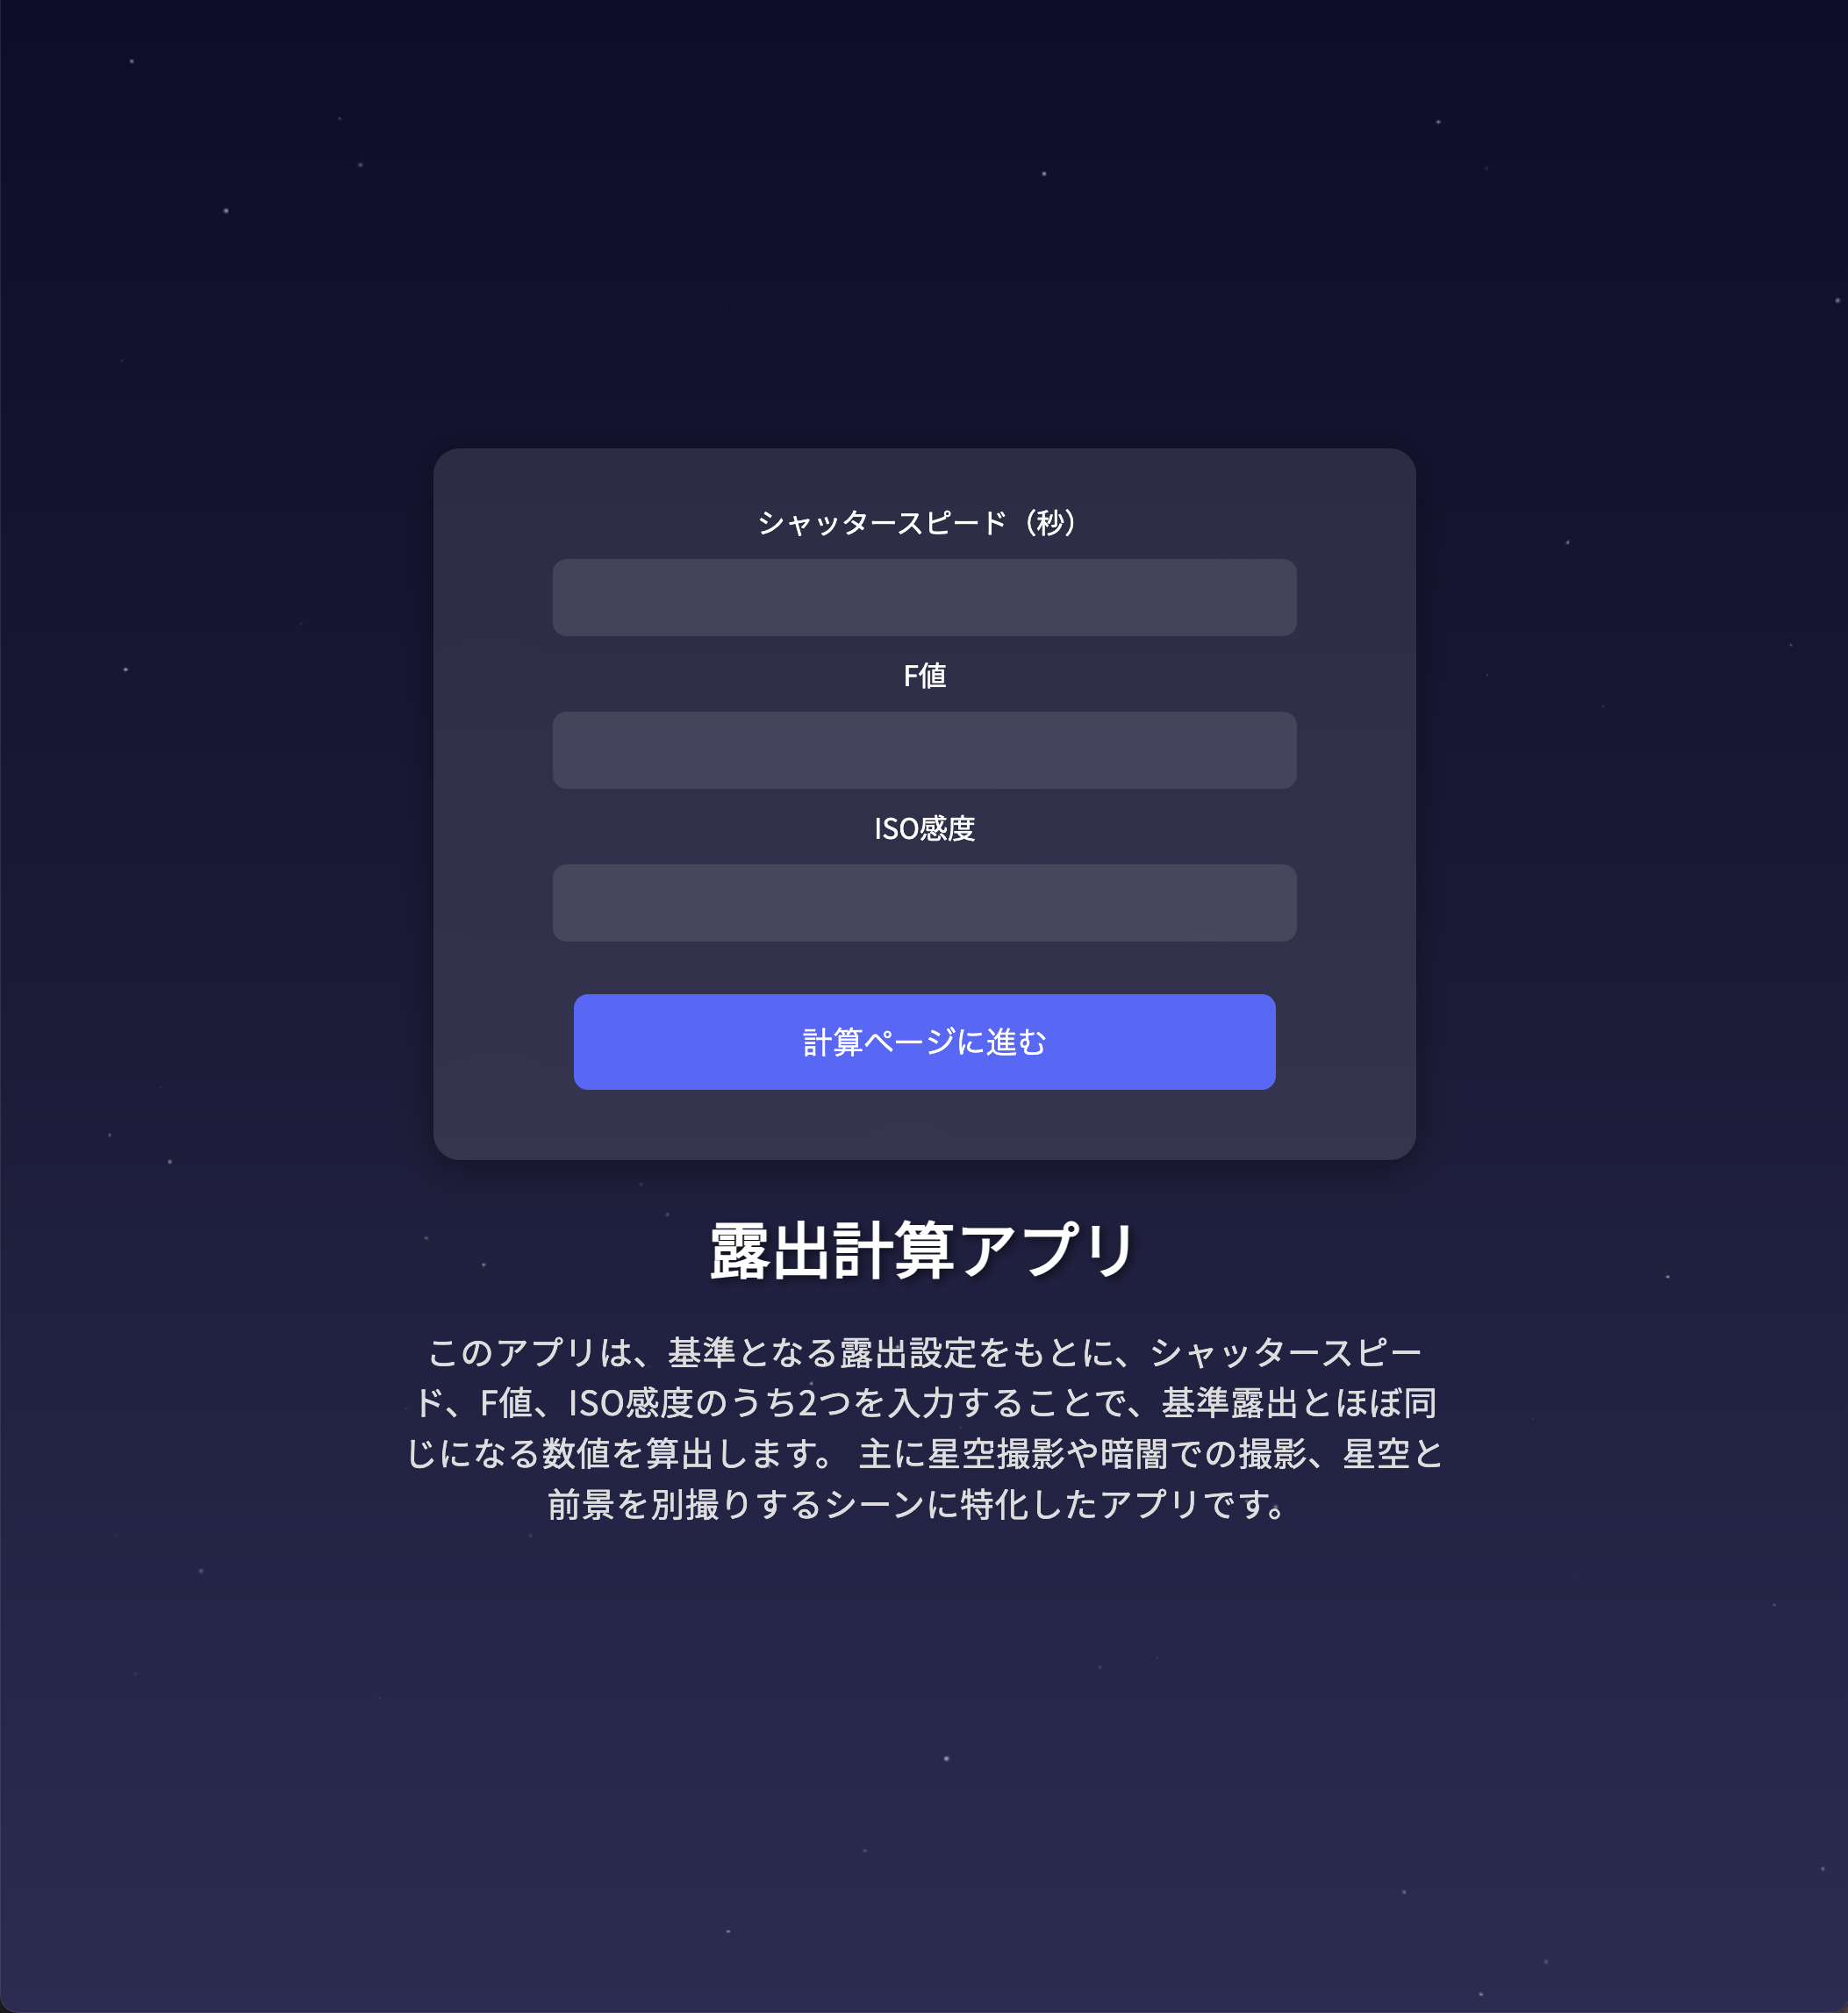 シャッタースピード（秒）
F値
ISO感度
計算ページに進む
露出計算アプリ
このアプリは、基準となる露出設定をもとに、シャッタースピー
ド、F値、ISO感度のうち2つを入力することで、基準露出とほぼ同
じになる数値を算出します。 主に星空撮影や暗闇での撮影、星空と
前景を別撮りするシーンに特化したアプリです。